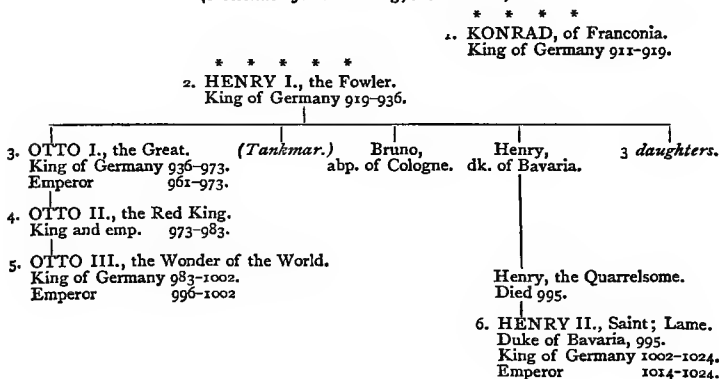 * * * *
1. KONRAD, of Franconia.
King of Germany 911-919.
* * * * *
2. HENRY I., the Fowler.
King of Germany 919-936.
3. OTTO I., the Great.
King of Germany 936-973.
Emperor 961-973.
(Tankmar.)
Bruno,
abp. of Cologne.
Henry,
dk. of Bavaria.
3 daughters.
4. OTTO II., the Red King.
King and emp. 973-983.
5. OTTO III., the Wonder of the World.
King of Germany 983-1002.
Emperor 996-1002
Henry, the Quarrelsome.
Died 995.
6. HENRY II., Saint; Lame.
Duke of Bavaria, 995.
King of Germany 1002-1024.
Emperor 1014-1024.